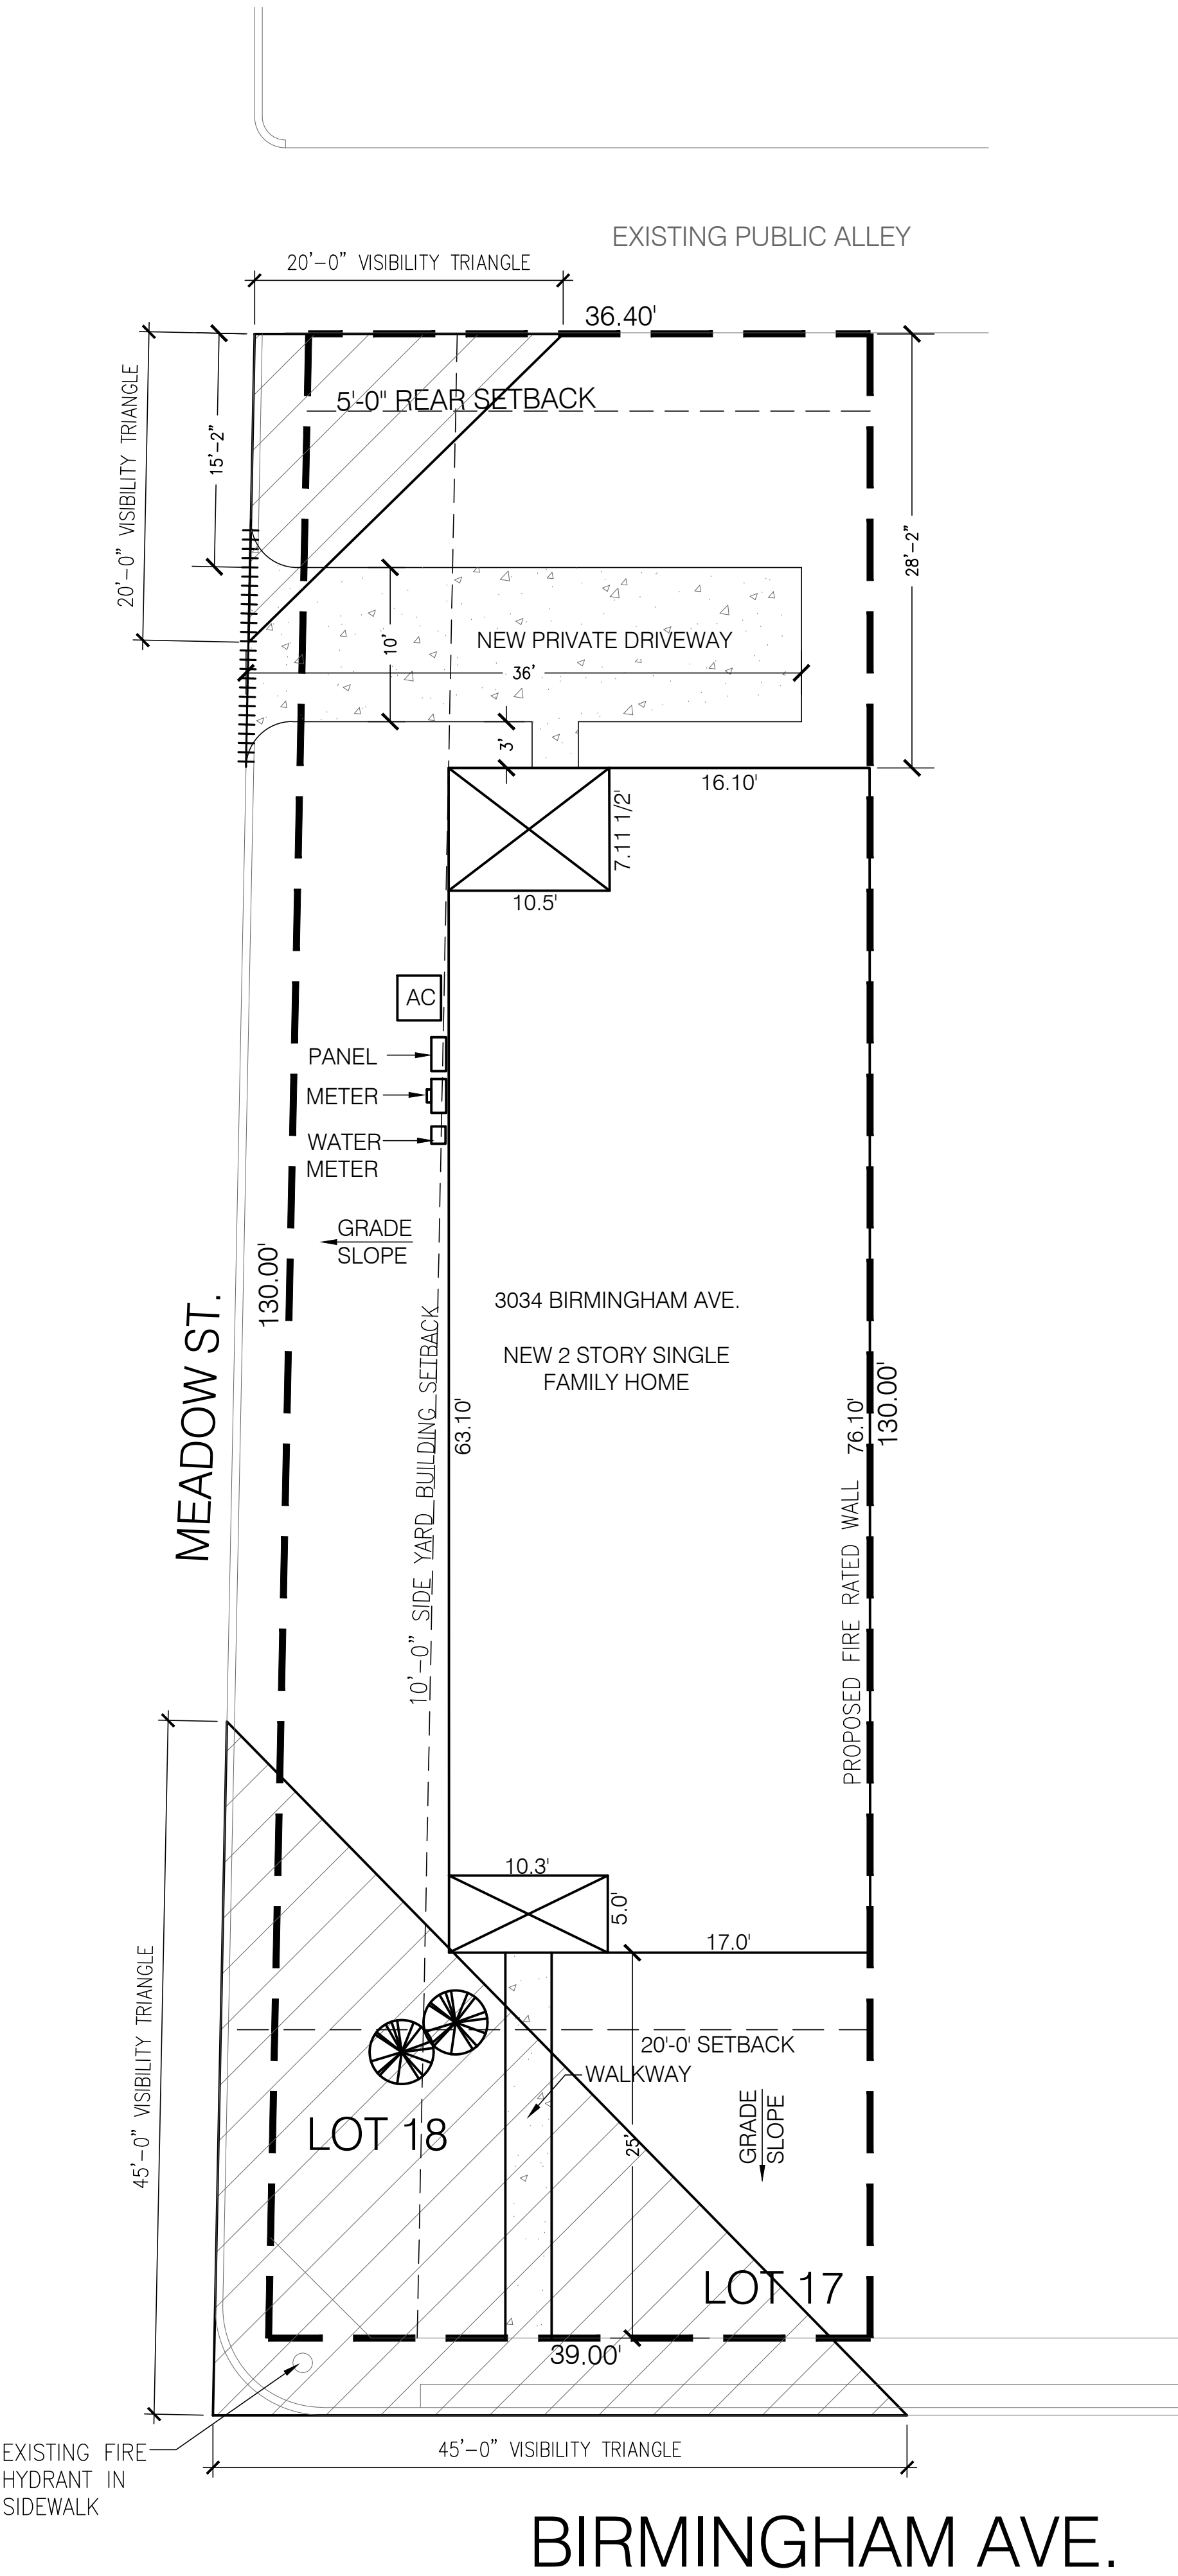 EXISTING PUBLIC ALLEY
20'-0" VISIBILITY TRIANGLE
36.40'
20'-0" VISIBILITY TRIANGLE
15'-2"
5'-0" REAR SETBACK
28'-2"
10'
NEW PRIVATE DRIVEWAY
36'
3'
16.10'
7.11 1/2'
10.5'
AC
PANEL
METER
WATER
METER
GRADE
SLOPE
130.00'
MEADOW ST.
10'-0" SIDE YARD BUILDING SETBACK
63.10'
3034 BIRMINGHAM AVE.
NEW 2 STORY SINGLE
FAMILY HOME
76.10'
130.00'
PROPOSED FIRE RATED WALL
10.3'
5.0'
17.0'
45'-0" VISIBILITY TRIANGLE
20'-0' SETBACK
WALKWAY
GRADE
SLOPE
25'
LOT 18
LOT 17
39.00'
EXISTING FIRE
HYDRANT IN
SIDEWALK
45'-0" VISIBILITY TRIANGLE
BIRMINGHAM AVE.